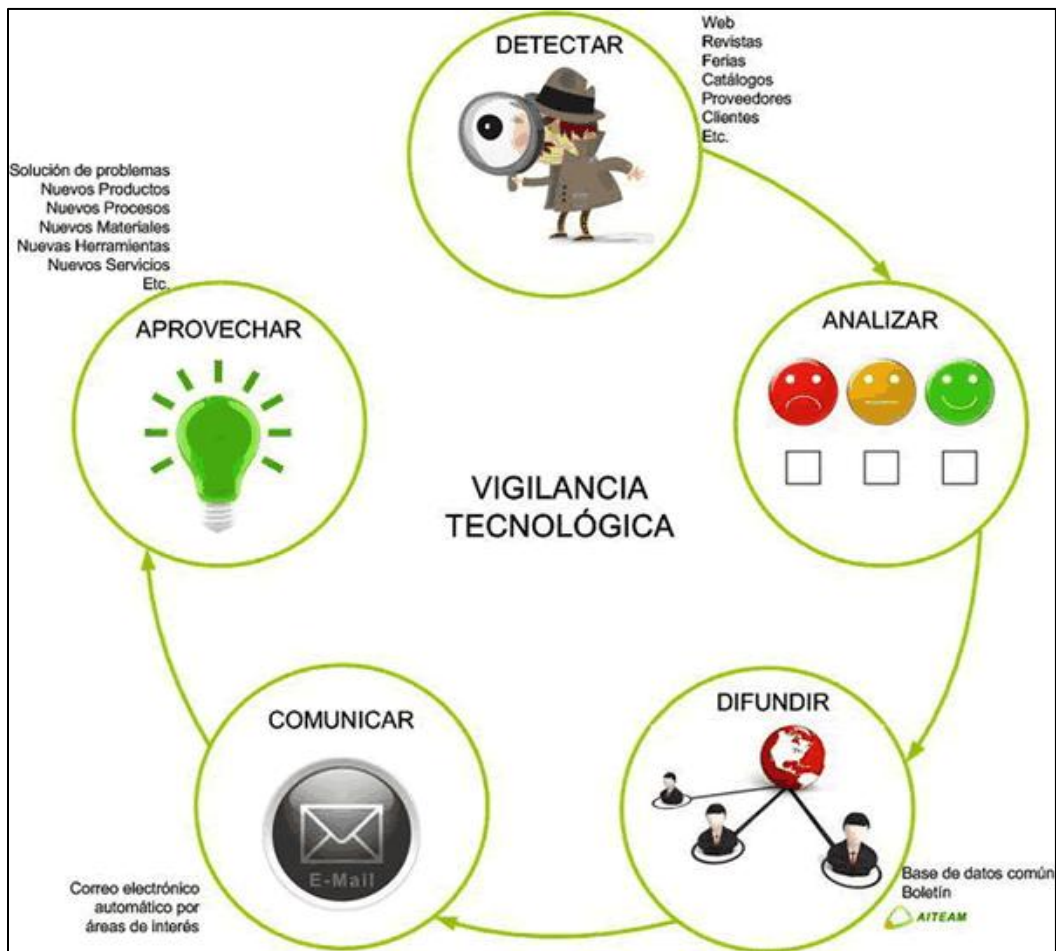 DETECTAR
Web
Revistas
Ferias
Catálogos
Proveedores
Clientes
Etc.
ANALIZAR
DIFUNDIR
Base de datos común
Boletín
AITEAM
COMUNICAR
E-Mail
Correo electrónico
automático por
áreas de interés
APROVECHAR
Solución de problemas
Nuevos Productos
Nuevos Procesos
Nuevos Materiales
Nuevas Herramientas
Nuevos Servicios
Etc.
VIGILANCIA
TECNOLÓGICA